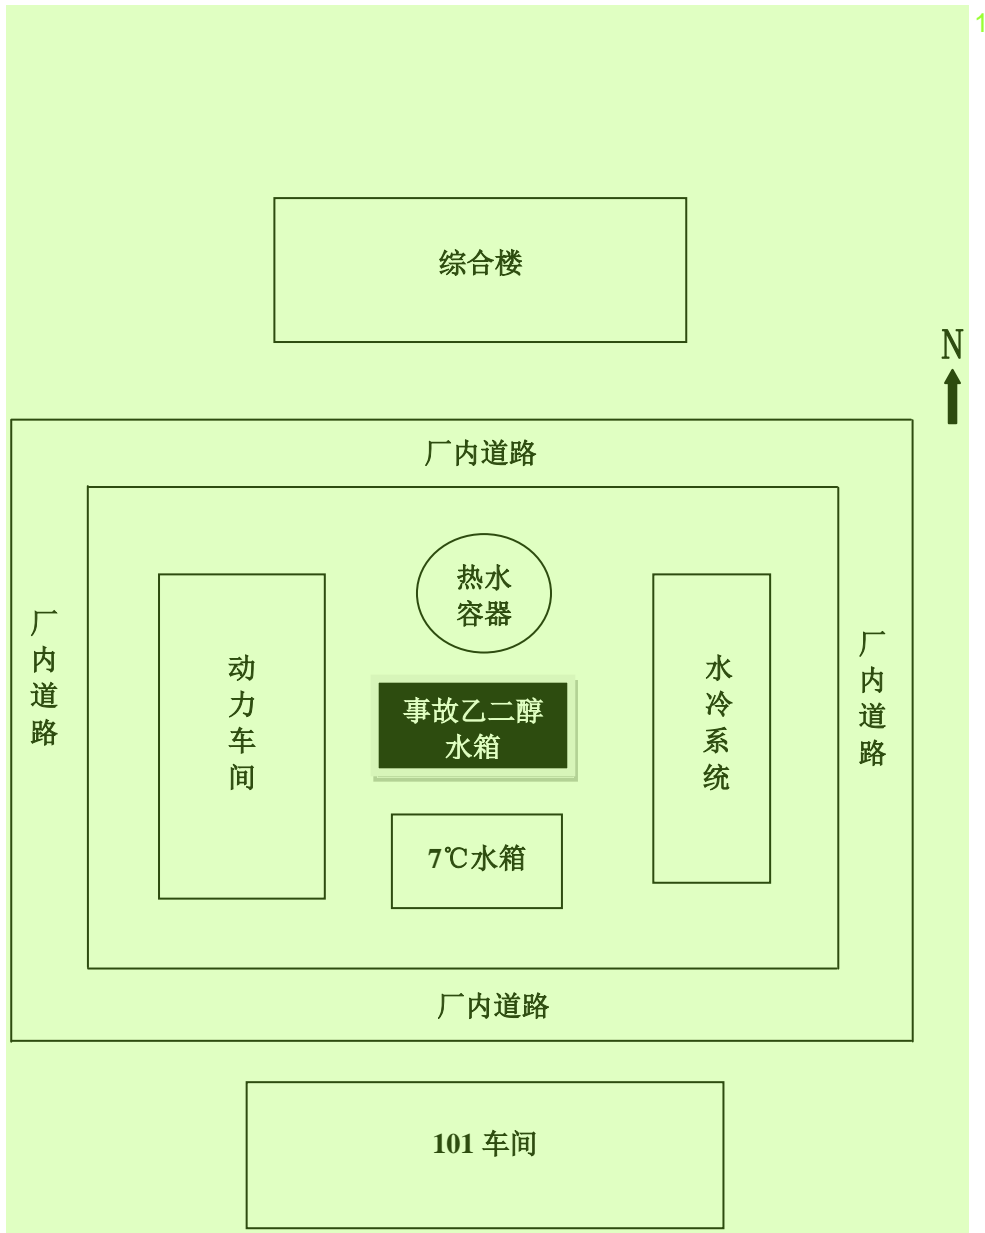 1
综合楼
N
厂内道路
热水
容器
厂
内
道
路
动
力
车
间
事故乙二醇
水箱
水
冷
系
统
厂
内
道
路
7℃水箱
厂内道路
101 车间